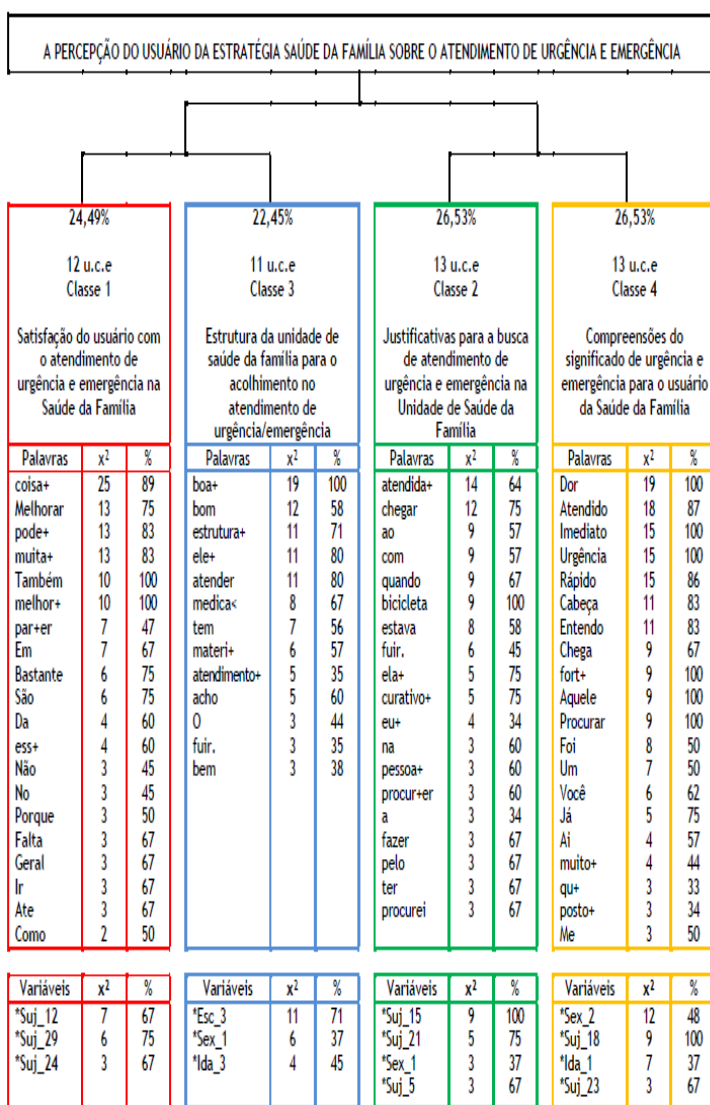 A PERCEPÇÃO DO USUÁRIO DA ESTRATÉGIA SAÚDE DA FAMÍLIA SOBRE O ATENDIMENTO DE URGÊNCIA E EMERGÊNCIA
24,49%
12 u.c.e
Classe 1
Satisfação do usuário com
o atendimento de
urgência e emergência na
Saúde da Família
Palavras x² %
coisa+ 25 89
Melhorar 13 75
pode+ 13 83
muita+ 13 83
Também 10 100
melhor+ 10 100
par+er 7 47
Em 7 67
Bastante 6 75
São 6 75
Da 4 60
ess+ 4 60
Não 3 45
No 3 45
Porque 3 50
Falta 3 67
Geral 3 67
Ir 3 67
Ate 3 67
Como 2 50
Variáveis x² %
*Suj_12 7 67
*Suj_29 6 75
*Suj_24 3 67
22,45%
11 u.c.e
Classe 3
Estrutura da unidade de
saúde da família para o
acolhimento no
atendimento de
urgência/emergência
Palavras x² %
boa+ 19 100
bom 12 58
estrutura+ 11 71
ele+ 11 80
atender 11 80
medica< 8 67
tem 7 56
materi+ 6 57
atendimento+ 5 35
acho 5 60
O 3 44
fuir. 3 35
bem 3 38
Variáveis x² %
*Esc_3 11 71
*Sex_1 6 37
*Ida_3 4 45
26,53%
13 u.c.e
Classe 2
Justificativas para a busca
de atendimento de
urgência e emergência na
Unidade de Saúde da
Família
Palavras x² %
atendida+ 14 64
chegar 12 75
ao 9 57
com 9 57
quando 9 67
bicicleta 9 100
estava 8 58
fuir. 6 45
ela+ 5 75
curativo+ 5 75
eu+ 4 34
na 3 60
pessoa+ 3 60
procur+er 3 60
a 3 34
fazer 3 67
pelo 3 67
ter 3 67
procurei 3 67
Variáveis x² %
*Suj_15 9 100
*Suj_21 5 75
*Sex_1 3 37
*Suj_5 3 67
26,53%
13 u.c.e
Classe 4
Compreensões do
significado de urgência e
emergência para o usuário
da Saúde da Família
Palavras x² %
Dor 19 100
Atendido 18 87
Imediato 15 100
Urgência 15 100
Rápido 15 86
Cabeça 11 83
Entendo 11 83
Chega 9 67
fort+ 9 100
Aquele 9 100
Procurar 9 100
Foi 8 50
Um 7 50
Você 6 62
Já 5 75
Ai 4 57
muito+ 4 44
qu+ 3 33
posto+ 3 34
Me 3 50
Variáveis x² %
*Sex_2 12 48
*Suj_18 9 100
*Ida_1 7 37
*Suj_23 3 67